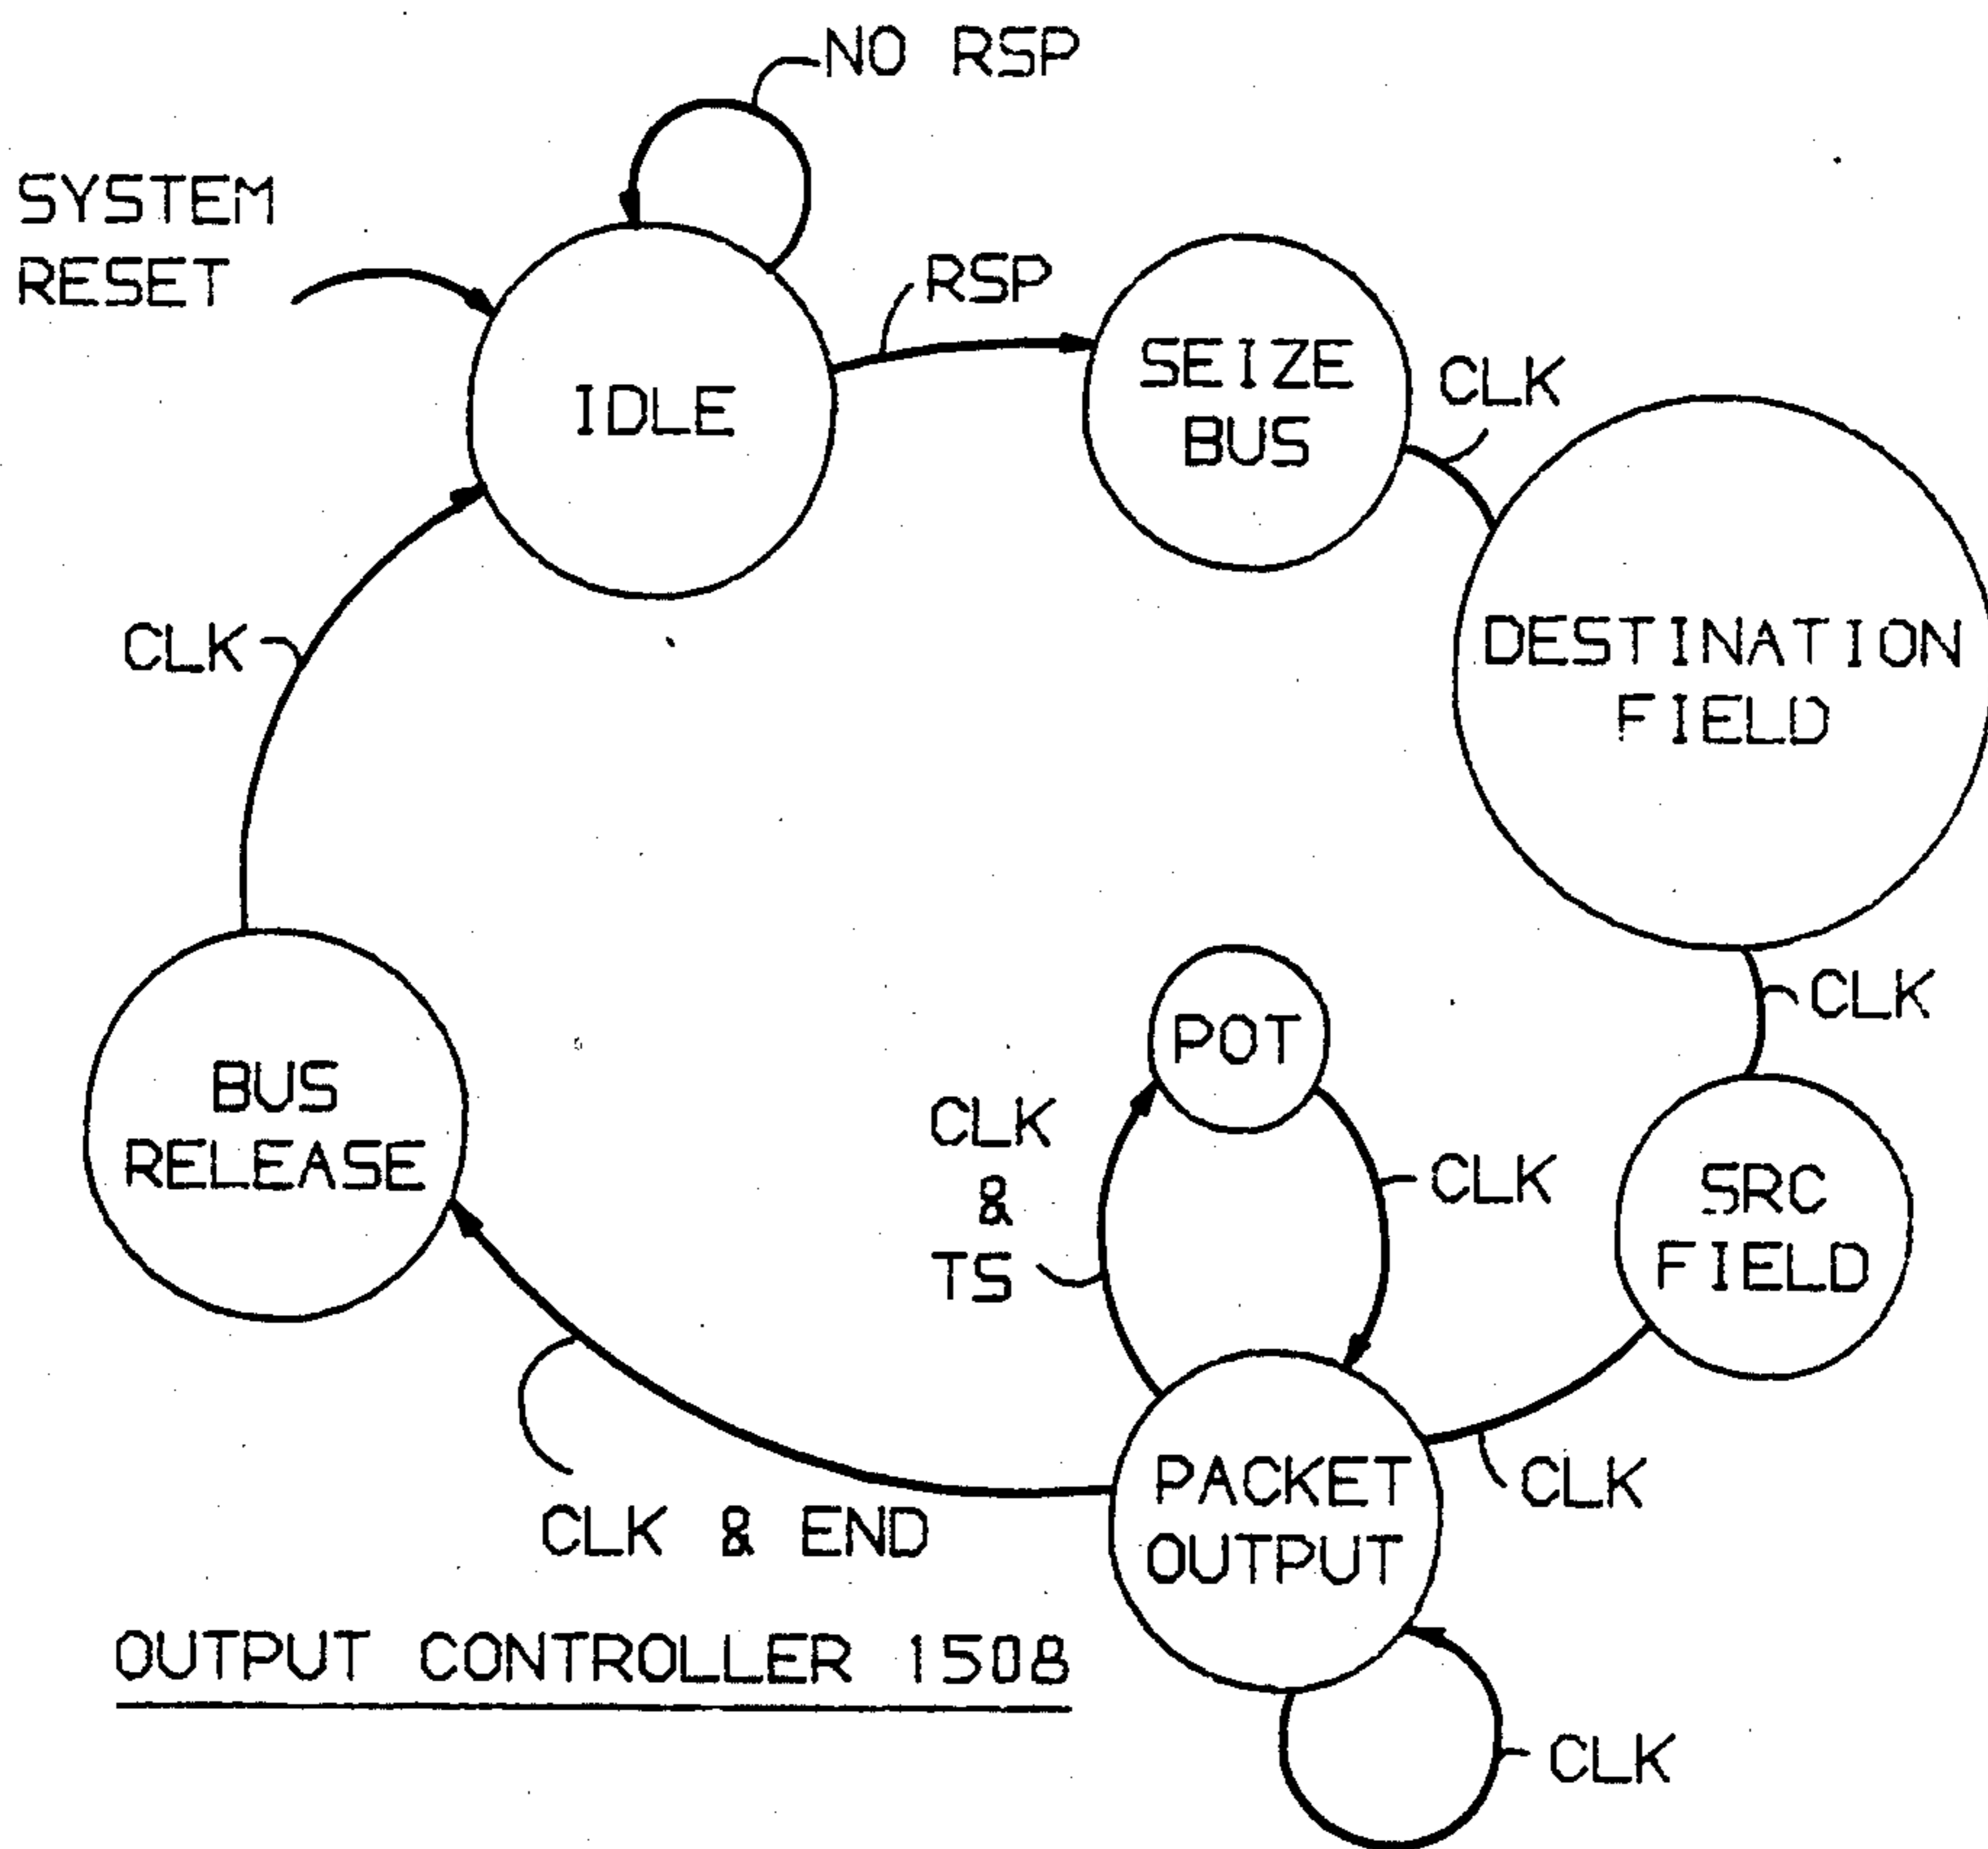 NO RSP
SYSTEM
RESET
RSP
IDLE
SEIZE
BUS
CLK
DESTINATION
FIELD
CLK
CLK
POT
BUS
RELEASE
CLK
&
TS
CLK
SRC
FIELD
PACKET
OUTPUT
CLK
CLK & END
OUTPUT CONTROLLER 1508
CLK